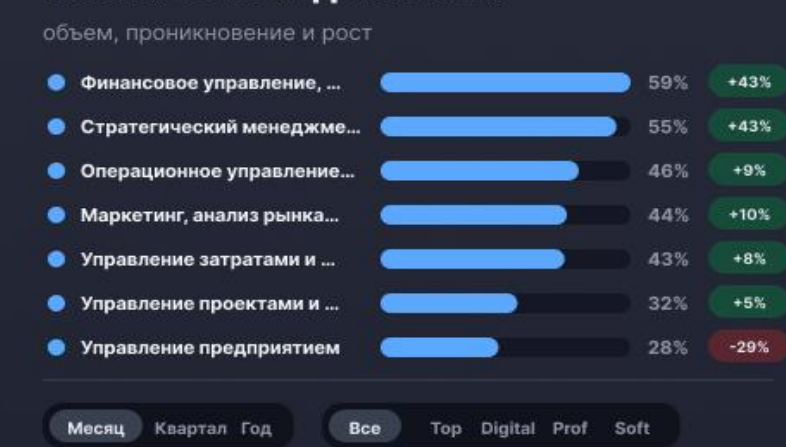 объем, проникновение и рост
Финансовое управление, ... 59% +43%
Стратегический менеджме... 55% +43%
Операционное управление... 46% +9%
Маркетинг, анализ рынка... 44% +10%
Управление затратами и ... 43% +8%
Управление проектами и ... 32% +5%
Управление предприятием 28% -29%
Месяц Квартал Год Все Top Digital Prof Soft